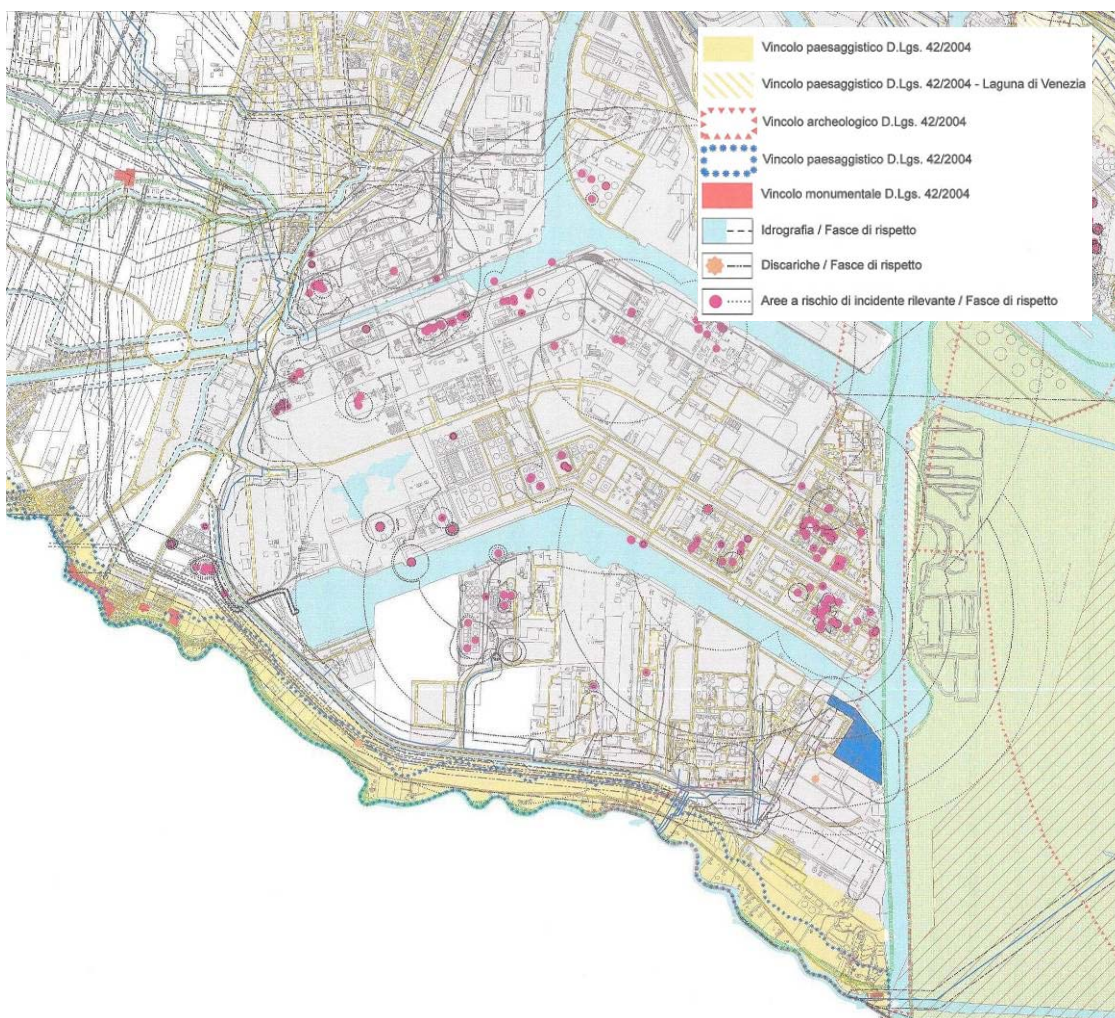 Vincolo paesaggistico D.Lgs. 42/2004
Vincolo paesaggistico D.Lgs. 42/2004 - Laguna di Venezia
Vincolo archeologico D.Lgs. 42/2004
Vincolo paesaggistico D.Lgs. 42/2004
Vincolo monumentale D.Lgs. 42/2004
Idrografia / Fasce di rispetto
Discariche / Fasce di rispetto
Aree a rischio di incidente rilevante / Fasce di rispetto